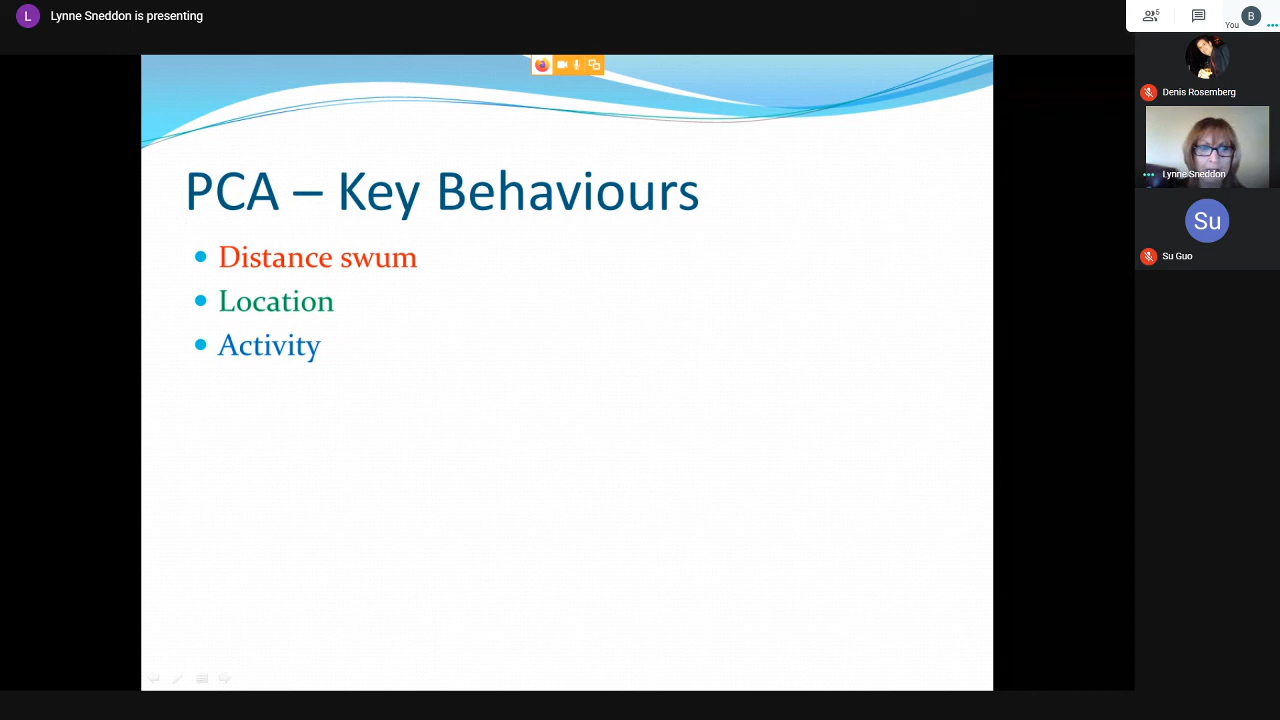 L
Lynne Sneddon is presenting
5
You
B
PCA – Key Behaviours
Distance swum
Location
Activity
Denis Rosemberg
Lynne Sneddon
Su
Su Guo